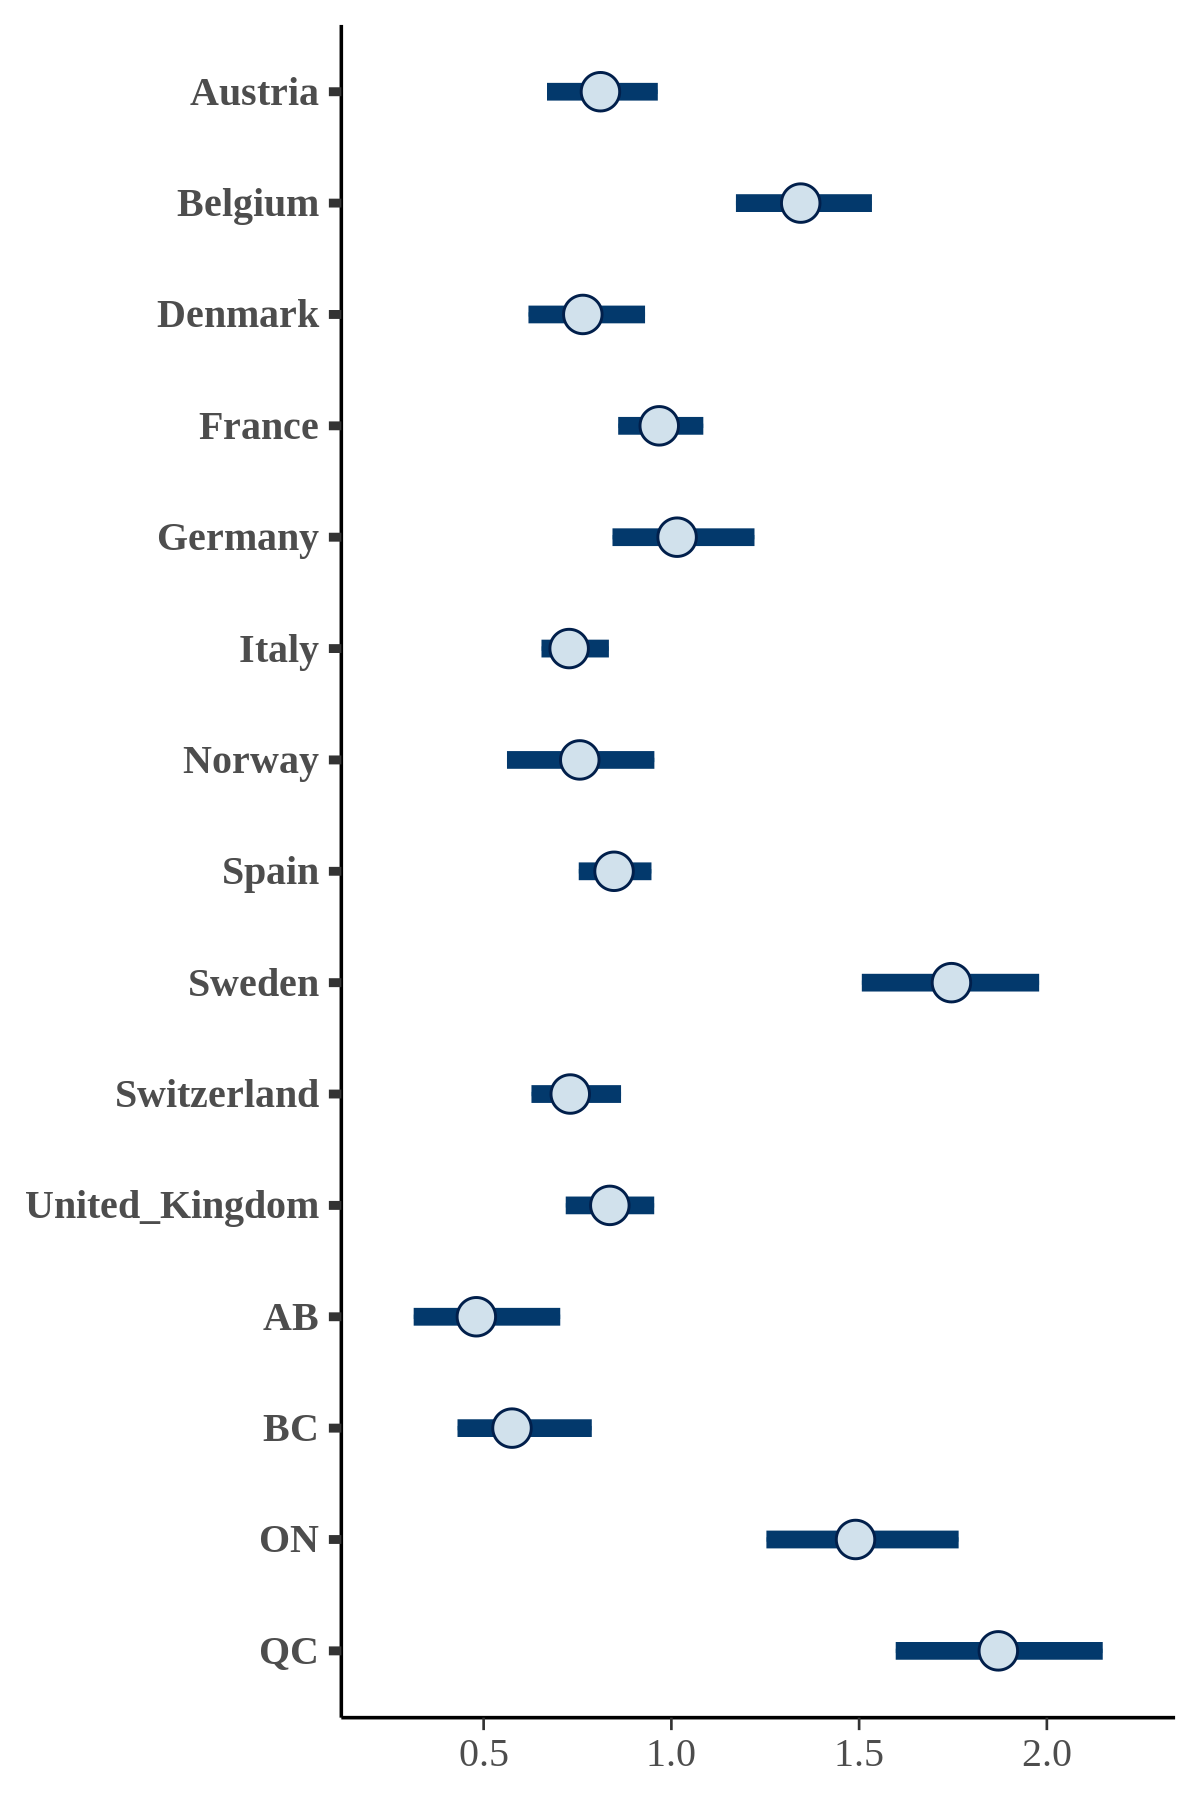 Austria
Belgium
Denmark
France
Germany
Italy
Norway
Spain
Sweden
Switzerland
United_Kingdom
AB
BC
ON
QC
0.5 1.0 1.5 2.0